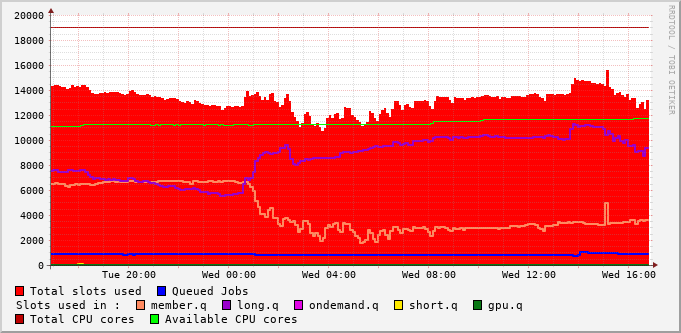 20000
18000
16000
14000
12000
10000
8000
6000
4000
2000
0
Tue 20:00 Wed 00:00 Wed 04:00 Wed 08:00 Wed 12:00 Wed 16:00
Total slots used Queued Jobs
Slots used in : member.q long.q ondemand.q short.q gpu.q
Total CPU cores Available CPU cores
RRDTOOL / TOBI OETIKER